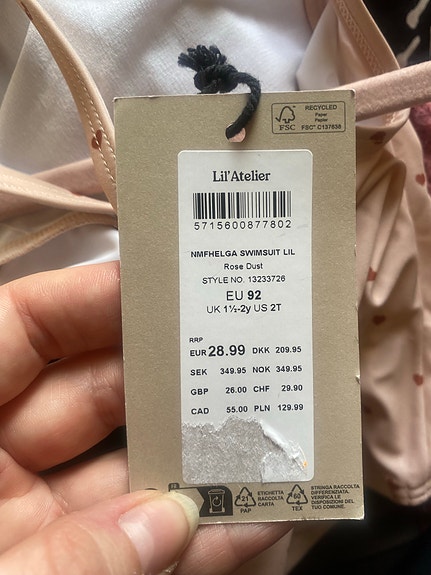 RECYCLED
Paper
Papier
FSC
FSC® C137658
Lil'Atelier
5715600877802
NMFHELGA SWIMSUIT LIL
Rose Dust
STYLE NO. 13233726
EU 92
UK 1½-2y US 2T
RRP
EUR 28.99 DKK 209.95
SEK 349.95 NOK 349.95
GBP 26.00 CHF 29.90
CAD 55.00 PLN 129.99
21
PAP
ETICHETTA
RACCOLTA
CARTA
60
TEX
STRINGA RACCOLTA
DIFFERENZIATA.
VERIFICA LE
DISPOSIZIONI DEL
TUO COMUNE.